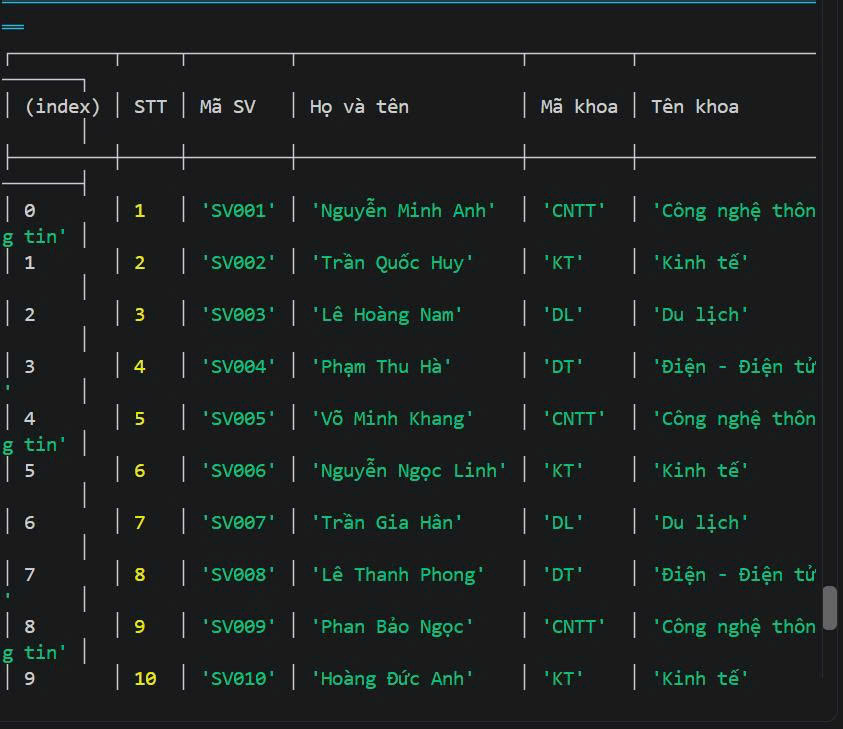 (index) STT Mã SV Họ và tên Mã khoa Tên khoa
0 1 'SV001' 'Nguyễn Minh Anh' 'CNTT' 'Công nghệ thôn
g tin'
1 2 'SV002' 'Trần Quốc Huy' 'KT' 'Kinh tế'
2 3 'SV003' 'Lê Hoàng Nam' 'DL' 'Du lịch'
3 4 'SV004' 'Phạm Thu Hà' 'DT' 'Điện - Điện tử
'
4 5 'SV005' 'Võ Minh Khang' 'CNTT' 'Công nghệ thôn
g tin'
5 6 'SV006' 'Nguyễn Ngọc Linh' 'KT' 'Kinh tế'
6 7 'SV007' 'Trần Gia Hân' 'DL' 'Du lịch'
7 8 'SV008' 'Lê Thanh Phong' 'DT' 'Điện - Điện tử
'
8 9 'SV009' 'Phan Bảo Ngọc' 'CNTT' 'Công nghệ thôn
g tin'
9 10 'SV010' 'Hoàng Đức Anh' 'KT' 'Kinh tế'